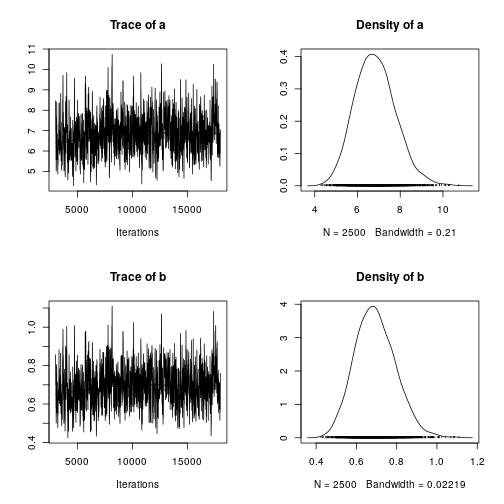 Trace of a
11
10
9
8
7
6
5
5000 10000 15000
Iterations
Density of a
0.4
0.3
0.2
0.1
0.0
4 6 8 10
N = 2500 Bandwidth = 0.21
Trace of b
1.0
0.8
0.6
0.4
5000 10000 15000
Iterations
Density of b
4
3
2
1
0
0.4 0.6 0.8 1.0 1.2
N = 2500 Bandwidth = 0.02219